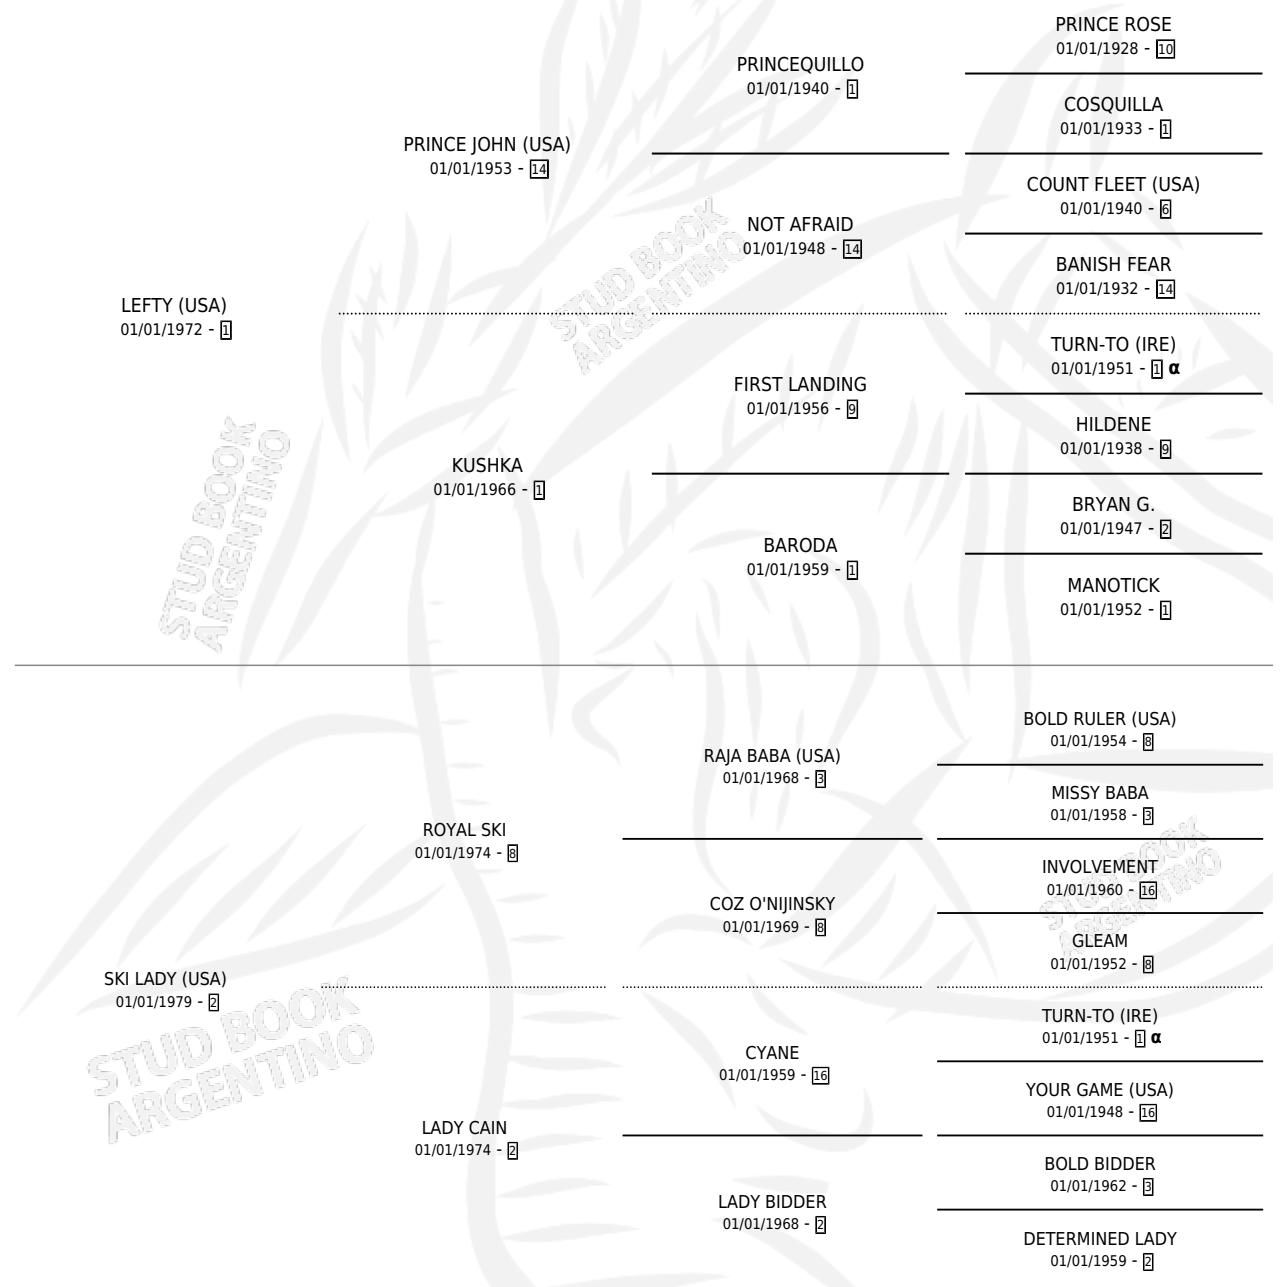 PRINCE ROSE
01/01/1928 - 10
PRINCEQUILLO
01/01/1940 - 1
COSQUILLA
01/01/1933 - 1
PRINCE JOHN (USA)
01/01/1953 - 14
COUNT FLEET (USA)
01/01/1940 - 6
NOT AFRAID
01/01/1948 - 14
BANISH FEAR
01/01/1932 - 14
LEFTY (USA)
01/01/1972 - 1
TURN-TO (IRE)
01/01/1951 - 1 α
FIRST LANDING
01/01/1956 - 9
HILDENE
01/01/1938 - 9
KUSHKA
01/01/1966 - 1
BRYAN G.
01/01/1947 - 2
BARODA
01/01/1959 - 1
MANOTICK
01/01/1952 - 1
BOLD RULER (USA)
01/01/1954 - 8
RAJA BABA (USA)
01/01/1968 - 3
MISSY BABA
01/01/1958 - 3
ROYAL SKI
01/01/1974 - 8
INVOLVEMENT
01/01/1960 - 16
COZ O'NIJINSKY
01/01/1969 - 8
GLEAM
01/01/1952 - 8
SKI LADY (USA)
01/01/1979 - 2
TURN-TO (IRE)
01/01/1951 - 1 α
CYANE
01/01/1959 - 16
YOUR GAME (USA)
01/01/1948 - 16
LADY CAIN
01/01/1974 - 2
BOLD BIDDER
01/01/1962 - 3
LADY BIDDER
01/01/1968 - 2
DETERMINED LADY
01/01/1959 - 2
STUD BOOK
ARGENTINO
STUD BOOK
ARGENTINO
STUD BOOK
ARGENTINO
STUD BOOK
ARGENTINO